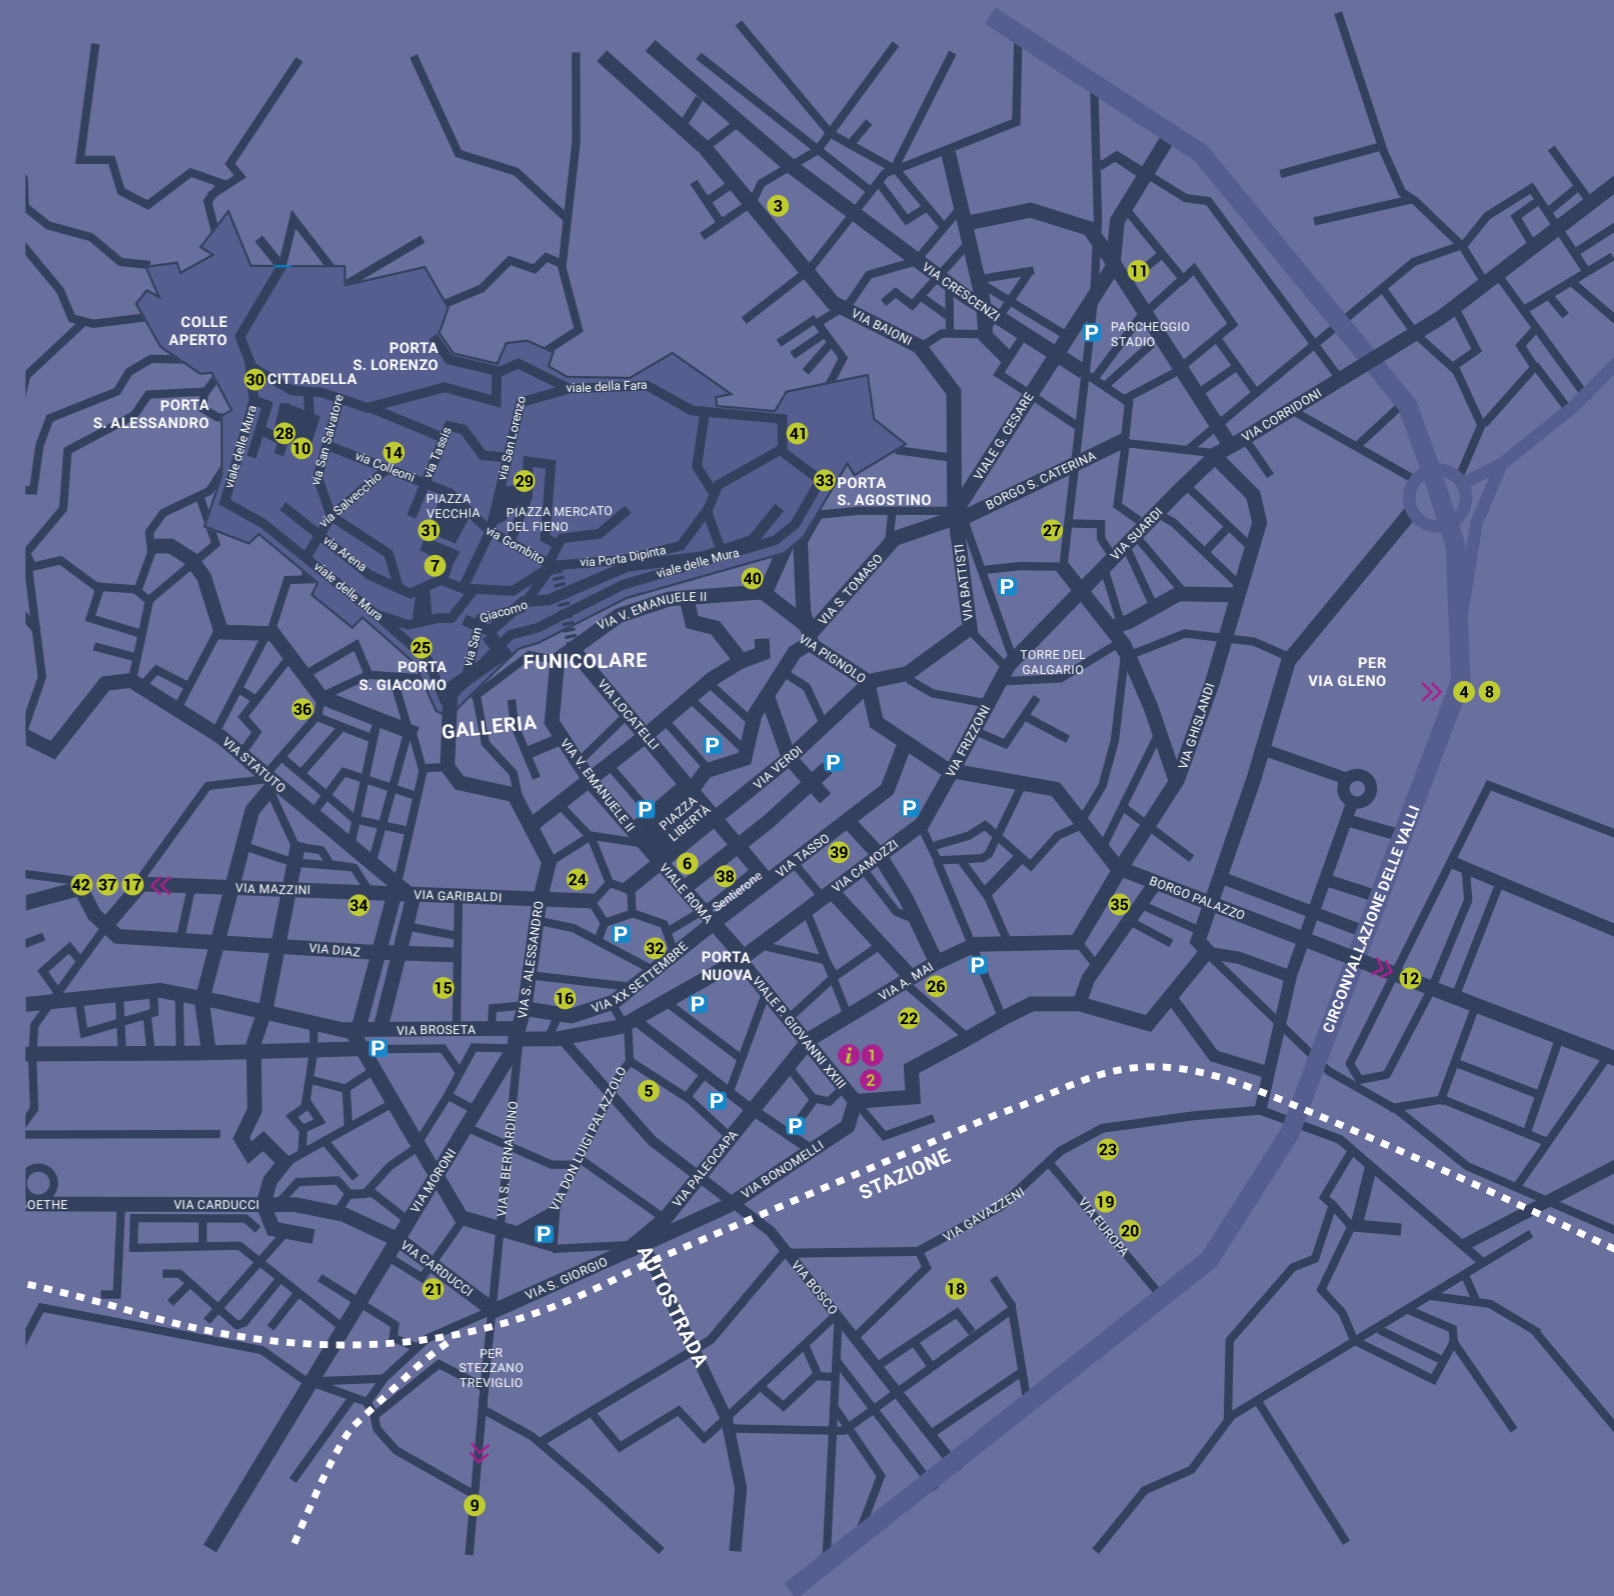 3
11
VIA CRESCENZI
VIA BAIONI
P
PARCHEGGIO
STADIO
COLLE
APERTO
PORTA
S. LORENZO
30
CITTADELLA
viale della Fara
PORTA
S. ALESSANDRO
viale delle Mura
via San Salvatore
via San Lorenzo
VIALE G. CESARE
VIA CORRIDONI
28
10
14
via Colleoni
via Tassis
41
33
PORTA
S. AGOSTINO
BORGO S. CATERINA
29
via Salvecchio
PIAZZA
VECCHIA
PIAZZA MERCATO
DEL FIENO
31
via Gombito
27
VIA SUARDI
via Arena
7
via Porta Dipinta
viale delle Mura
viale delle Mura
40
VIA S. TOMASO
VIA BATTISTI
P
via San
Giacomo
VIA V. EMANUELE II
25
PORTA
S. GIACOMO
FUNICOLARE
VIA PIGNOLO
TORRE DEL
GALGARIO
PER
VIA GLENO
4
8
36
GALLERIA
VIA LOCATELLI
VIA FRIZZONI
VIA GHISLANDI
VIA STATUTO
P
VIA V. EMANUELE II
VIA VERDI
P
P
PIAZZA
LIBERTÀ
P
CIRCONVALLAZIONE DELLE VALLI
42
37
17
VIA MAZZINI
34
VIA GARIBALDI
24
6
38
VIALE ROMA
Sentierone
VIA TASSO
39
VIA CAMOZZI
BORGO PALAZZO
35
VIA DIAZ
VIA S. ALESSANDRO
P
32
PORTA
NUOVA
15
16
VIA XX SETTEMBRE
P
VIALE P. GIOVANNI XXIII
VIA A. MAI
P
26
12
22
VIA BROSETA
P
i
1
2
5
P
P
VIA S. BERNARDINO
VIA DON LUIGI PALAZZOLO
VIA MORONI
VIA PALEOCAPA
VIA BONOMELLI
STAZIONE
23
OETHE
VIA CARDUCCI
P
19
20
VIA EUROPA
VIA GAVAZZENI
VIA CARDUCCI
21
VIA S. GIORGIO
AUTOSTRADA
VIA BOSCO
18
PER
STEZZANO
TREVIGLIO
9